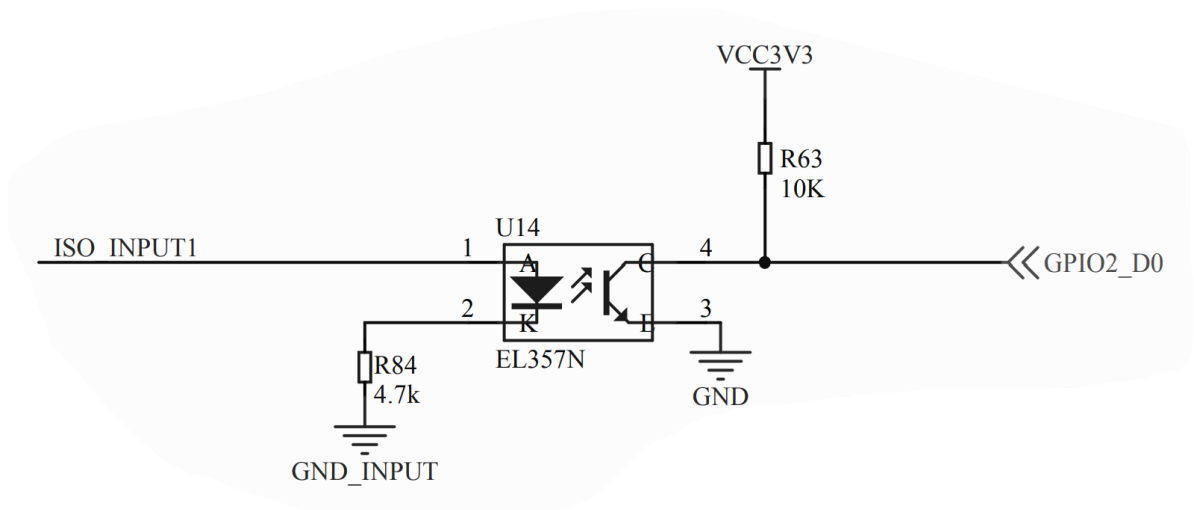 VCC3V3
R63
10K
U14
ISO_INPUT1
1
4
A
C
GPIO2_D0
2
3
K
E
EL357N
R84
4.7k
GND
GND_INPUT